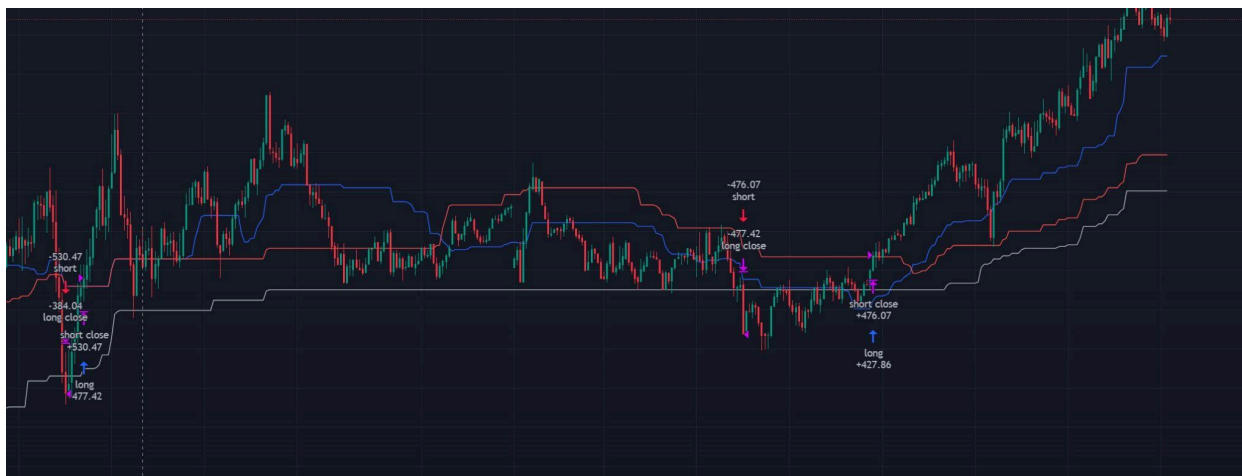 -530.47
short
-384.04
long close
short close
+530.47
long
+477.42
-476.07
short
-477.42
long close
short close
+476.07
long
+427.86